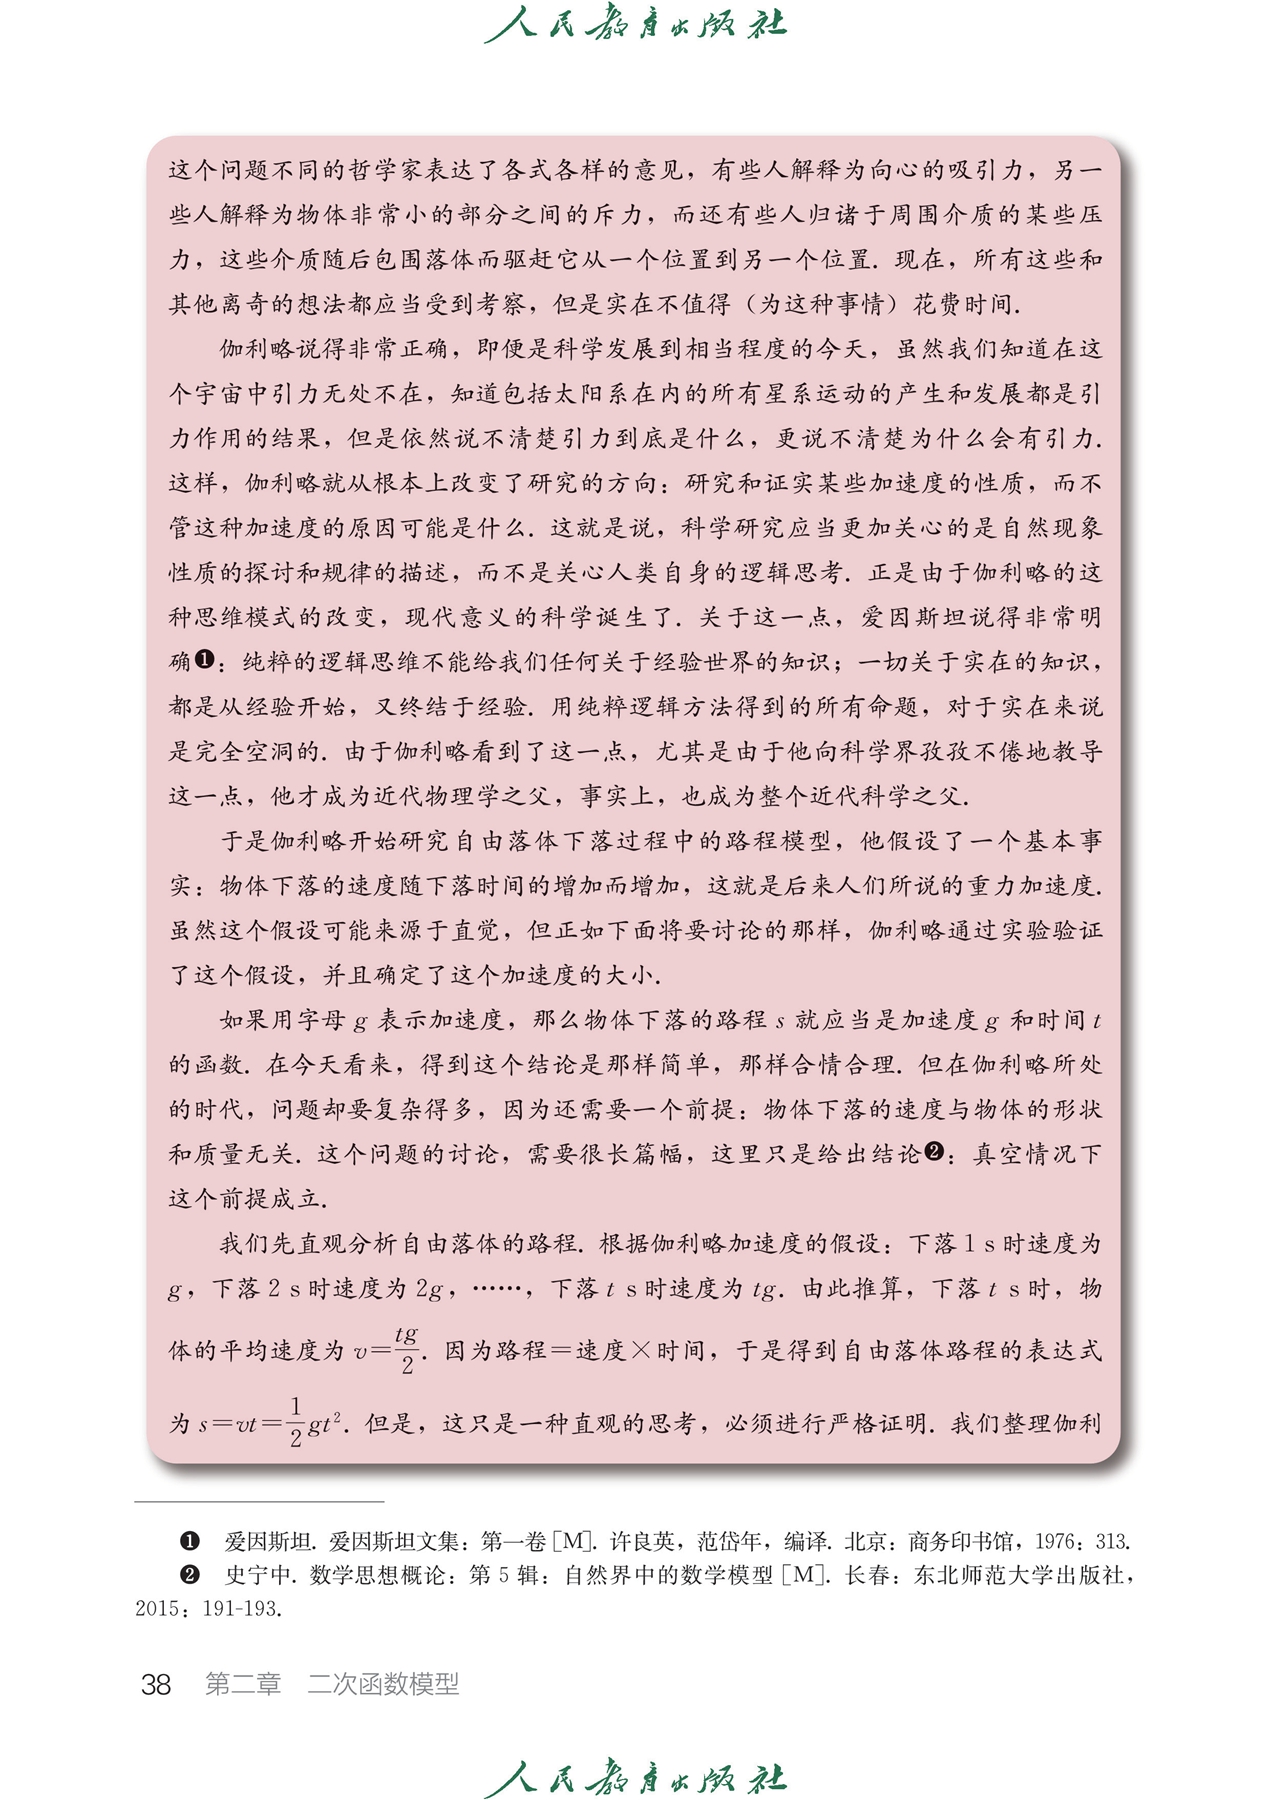 人民教育出版社
这个问题不同的哲学家表达了各式各样的意见，有些人解释为向心的吸引力，另一
些人解释为物体非常小的部分之间的斥力，而还有些人归诸于周围介质的某些压
力，这些介质随后包围落体而驱赶它从一个位置到另一个位置. 现在，所有这些和
其他离奇的想法都应当受到考察，但是实在不值得（为这种事情）花费时间.
伽利略说得非常正确，即便是科学发展到相当程度的今天，虽然我们知道在这
个宇宙中引力无处不在，知道包括太阳系在内的所有星系运动的产生和发展都是引
力作用的结果，但是依然说不清楚引力到底是什么，更说不清楚为什么会有引力.
这样，伽利略就从根本上改变了研究的方向：研究和证实某些加速度的性质，而不
管这种加速度的原因可能是什么. 这就是说，科学研究应当更加关心的是自然现象
性质的探讨和规律的描述，而不是关心人类自身的逻辑思考. 正是由于伽利略的这
种思维模式的改变，现代意义的科学诞生了. 关于这一点，爱因斯坦说得非常明
确❶：纯粹的逻辑思维不能给我们任何关于经验世界的知识；一切关于实在的知识，
都是从经验开始，又终结于经验. 用纯粹逻辑方法得到的所有命题，对于实在来说
是完全空洞的. 由于伽利略看到了这一点，尤其是由于他向科学界孜孜不倦地教导
这一点，他才成为近代物理学之父，事实上，也成为整个近代科学之父.
于是伽利略开始研究自由落体下落过程中的路程模型，他假设了一个基本事
实：物体下落的速度随下落时间的增加而增加，这就是后来人们所说的重力加速度.
虽然这个假设可能来源于直觉，但正如下面将要讨论的那样，伽利略通过实验验证
了这个假设，并且确定了这个加速度的大小.
如果用字母 g 表示加速度，那么物体下落的路程 s 就应当是加速度 g 和时间 t
的函数. 在今天看来，得到这个结论是那样简单，那样合情合理. 但在伽利略所处
的时代，问题却要复杂得多，因为还需要一个前提：物体下落的速度与物体的形状
和质量无关. 这个问题的讨论，需要很长篇幅，这里只是给出结论❷：真空情况下
这个前提成立.
我们先直观分析自由落体的路程. 根据伽利略加速度的假设：下落 1 s 时速度为
g，下落 2 s 时速度为 2g，……，下落 t s 时速度为 tg. 由此推算，下落 t s 时，物
体的平均速度为 v=tg/2. 因为路程=速度×时间，于是得到自由落体路程的表达式
为 s=vt=1/2 gt². 但是，这只是一种直观的思考，必须进行严格证明. 我们整理伽利
❶ 爱因斯坦. 爱因斯坦文集：第一卷［M］. 许良英，范岱年，编译. 北京：商务印书馆，1976：313.
❷ 史宁中. 数学思想概论：第 5 辑：自然界中的数学模型［M］. 长春：东北师范大学出版社，
2015：191-193.
38 第二章 二次函数模型
人民教育出版社